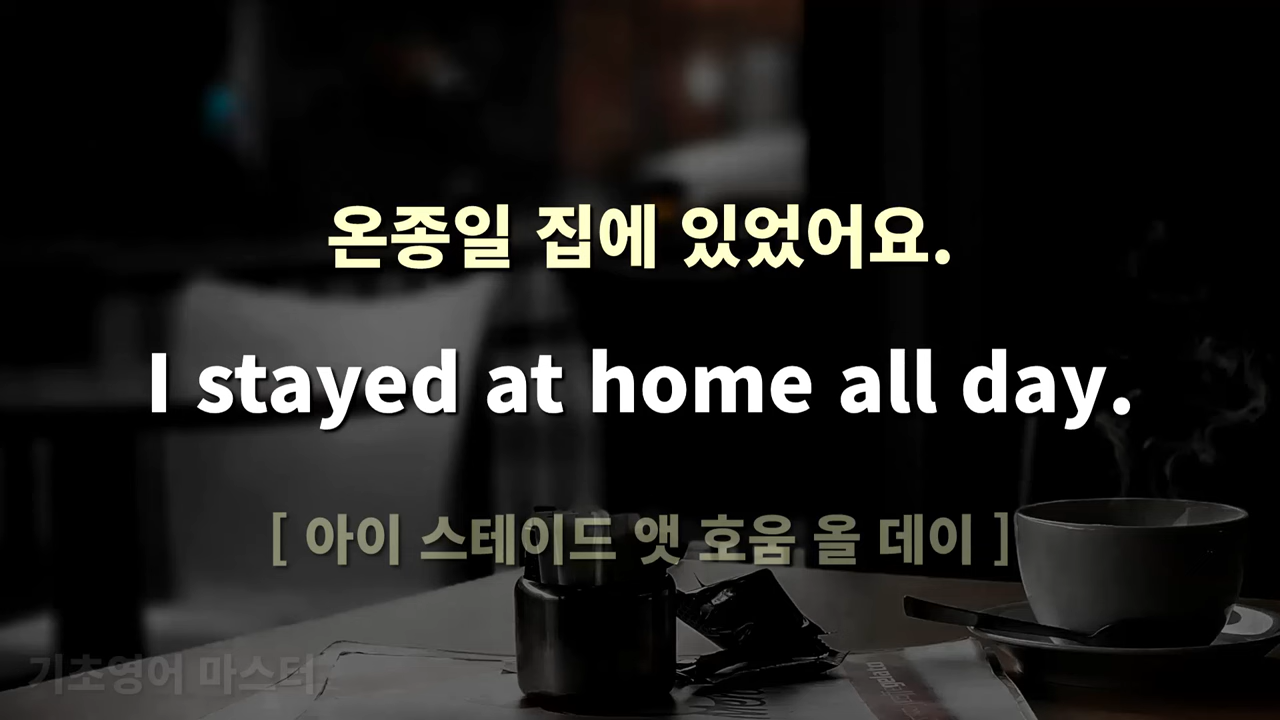 온종일 집에 있었어요.
I stayed at home all day.
[ 아이 스테이드 앳 호움 올 데이 ]
기초영어 마스터